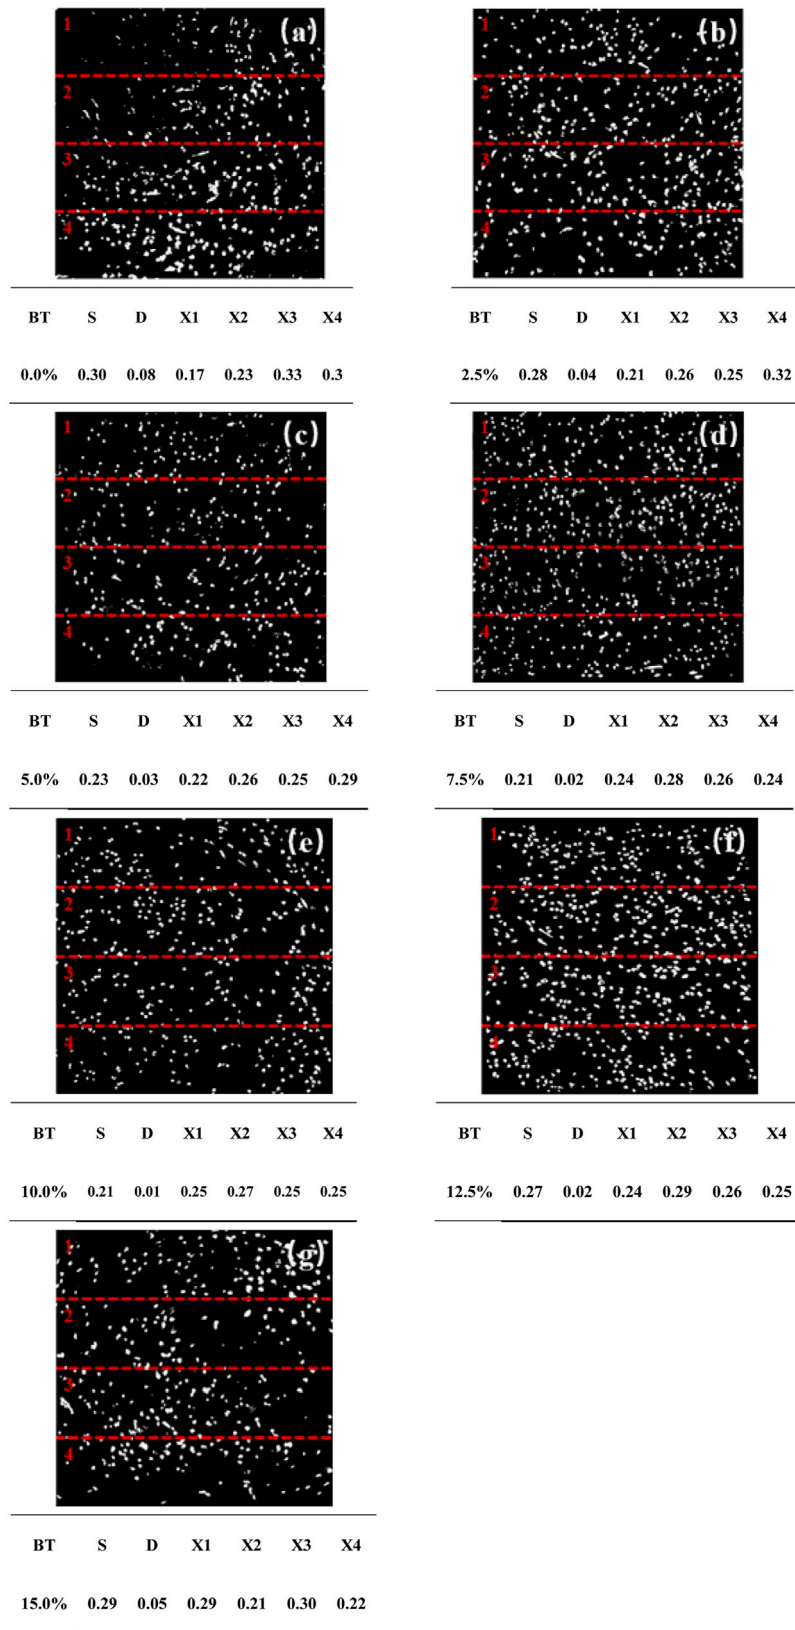 1 (a)
2
3
4
BT S D X1 X2 X3 X4
0.0% 0.30 0.08 0.17 0.23 0.33 0.3
1 (b)
2
3
4
BT S D X1 X2 X3 X4
2.5% 0.28 0.04 0.21 0.26 0.25 0.32
1 (c)
2
3
4
BT S D X1 X2 X3 X4
5.0% 0.23 0.03 0.22 0.26 0.25 0.29
1 (d)
2
3
4
BT S D X1 X2 X3 X4
7.5% 0.21 0.02 0.24 0.28 0.26 0.24
1 (e)
2
3
4
BT S D X1 X2 X3 X4
10.0% 0.21 0.01 0.25 0.27 0.25 0.25
1 (f)
2
3
4
BT S D X1 X2 X3 X4
12.5% 0.27 0.02 0.24 0.29 0.26 0.25
1 (g)
2
3
4
BT S D X1 X2 X3 X4
15.0% 0.29 0.05 0.29 0.21 0.30 0.22